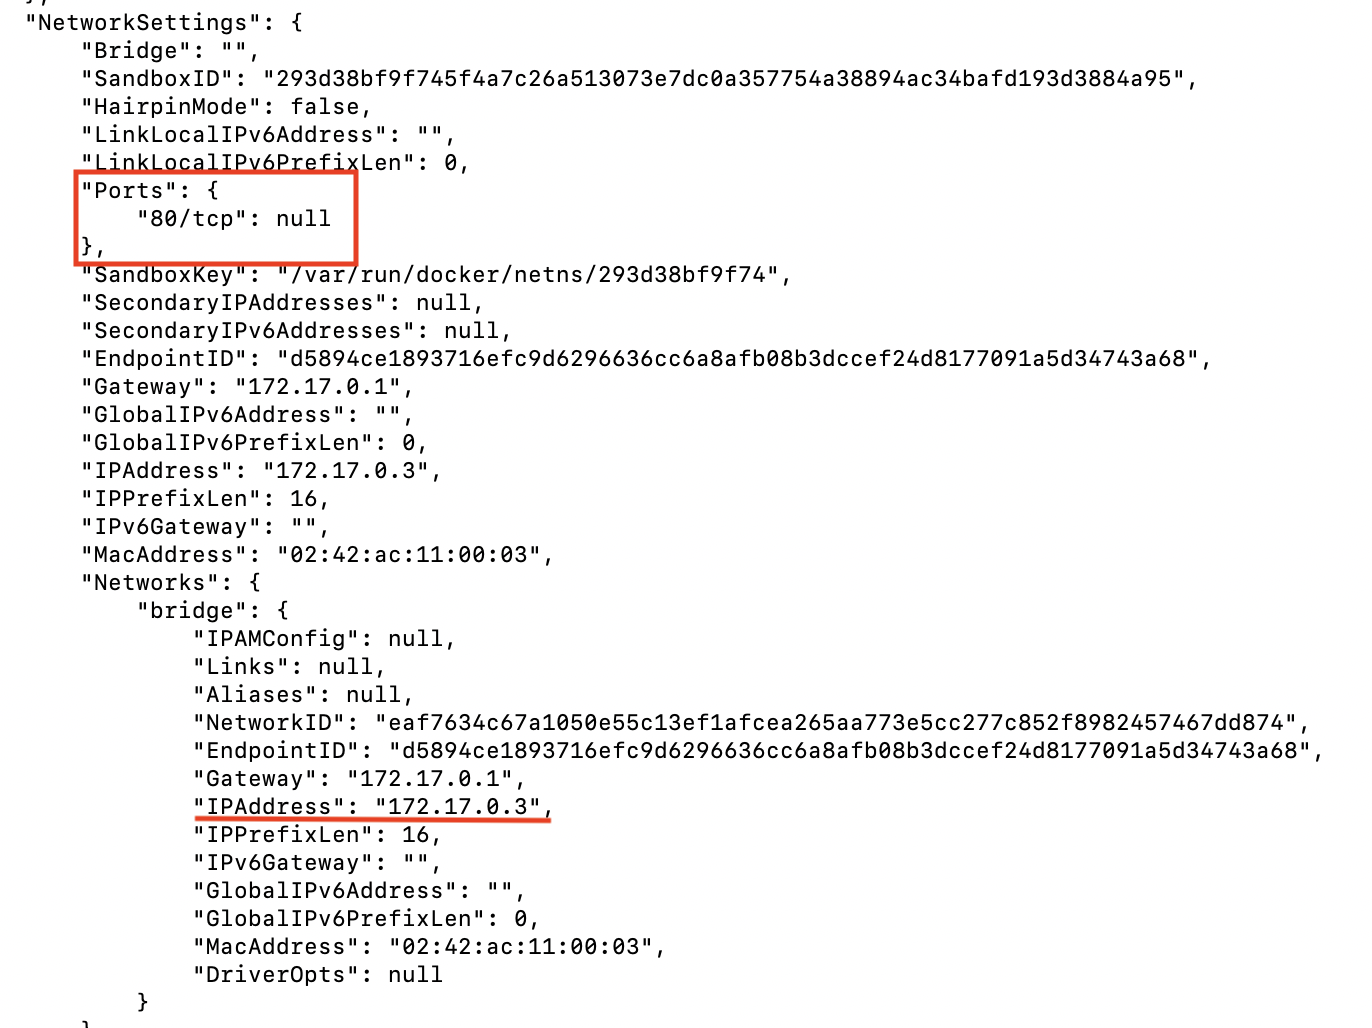 "NetworkSettings": {
"Bridge": "",
"SandboxID": "293d38bf9f745f4a7c26a513073e7dc0a357754a38894ac34bafd193d3884a95",
"HairpinMode": false,
"LinkLocalIPv6Address": "",
"LinkLocalIPv6PrefixLen": 0,
"Ports": {
"80/tcp": null
},
"SandboxKey": "/var/run/docker/netns/293d38bf9f74",
"SecondaryIPAddresses": null,
"SecondaryIPv6Addresses": null,
"EndpointID": "d5894ce1893716efc9d6296636cc6a8afb08b3dccef24d8177091a5d34743a68",
"Gateway": "172.17.0.1",
"GlobalIPv6Address": "",
"GlobalIPv6PrefixLen": 0,
"IPAddress": "172.17.0.3",
"IPPrefixLen": 16,
"IPv6Gateway": "",
"MacAddress": "02:42:ac:11:00:03",
"Networks": {
"bridge": {
"IPAMConfig": null,
"Links": null,
"Aliases": null,
"NetworkID": "eaf7634c67a1050e55c13ef1afcea265aa773e5cc277c852f8982457467dd874",
"EndpointID": "d5894ce1893716efc9d6296636cc6a8afb08b3dccef24d8177091a5d34743a68",
"Gateway": "172.17.0.1",
"IPAddress": "172.17.0.3",
"IPPrefixLen": 16,
"IPv6Gateway": "",
"GlobalIPv6Address": "",
"GlobalIPv6PrefixLen": 0,
"MacAddress": "02:42:ac:11:00:03",
"DriverOpts": null
}